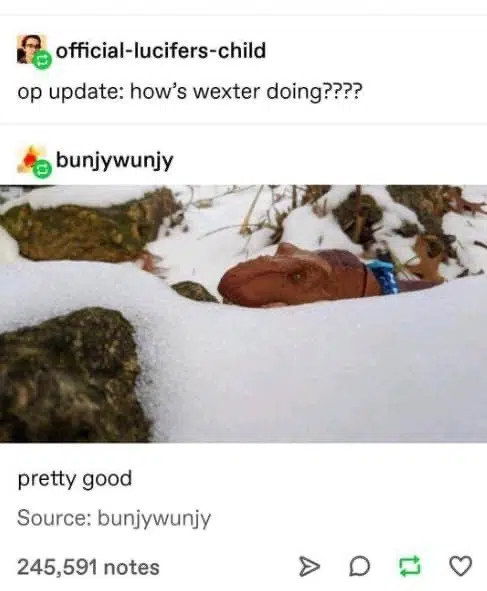 official-lucifers-child
op update: how's wexter doing????
bunjywunjy
pretty good
Source: bunjywunjy
245,591 notes